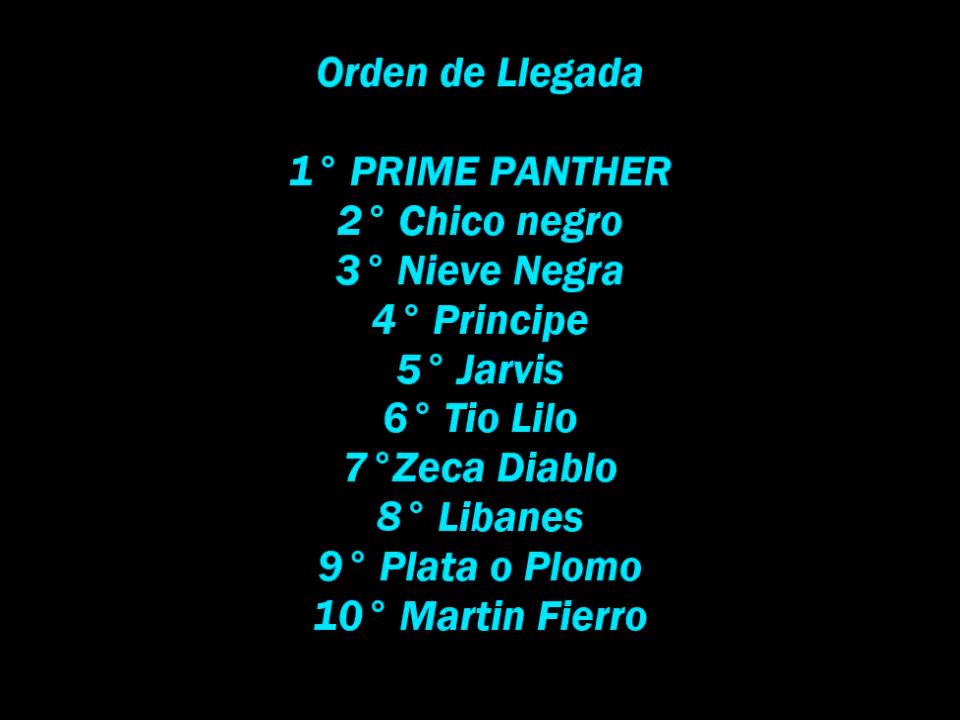 Orden de Llegada
1° PRIME PANTHER
2° Chico negro
3° Nieve Negra
4° Principe
5° Jarvis
6° Tio Lilo
7°Zeca Diablo
8° Libanes
9° Plata o Plomo
10° Martin Fierro